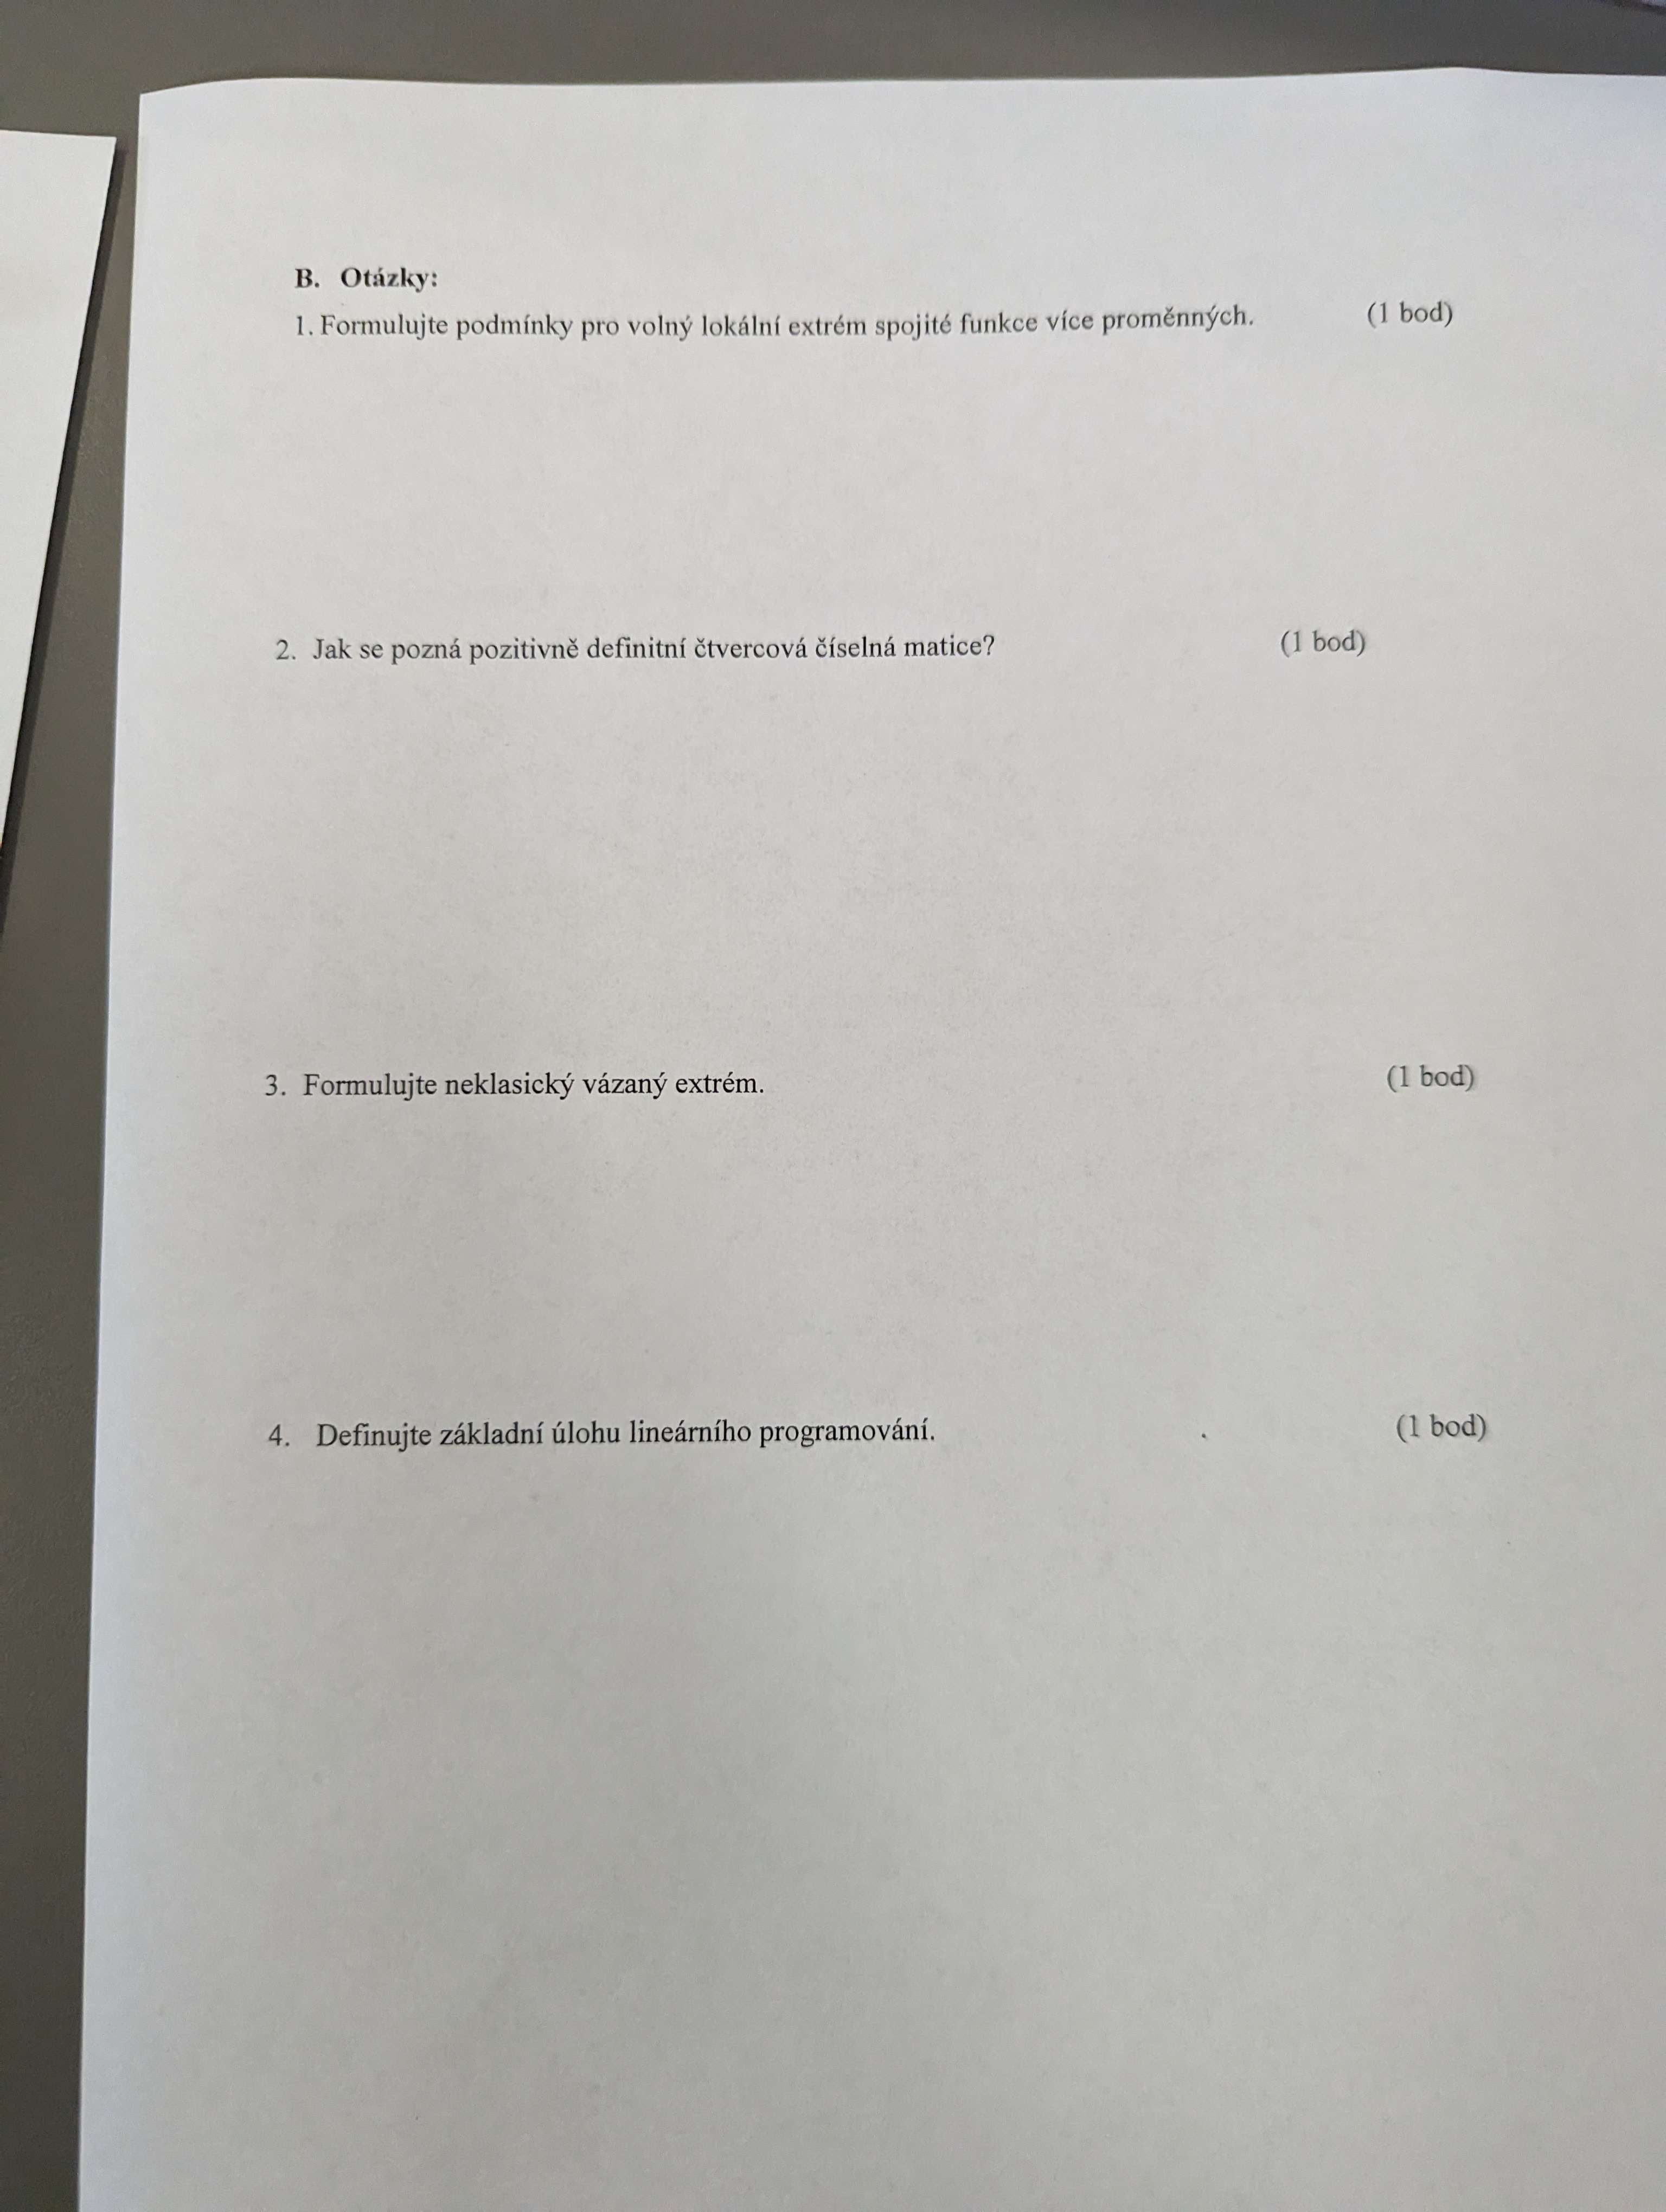 B. Otázky:
1. Formulujte podmínky pro volný lokální extrém spojité funkce více proměnných. (1 bod)
2. Jak se pozná pozitivně definitní čtvercová číselná matice? (1 bod)
3. Formulujte neklasický vázaný extrém. (1 bod)
4. Definujte základní úlohu lineárního programování. (1 bod)